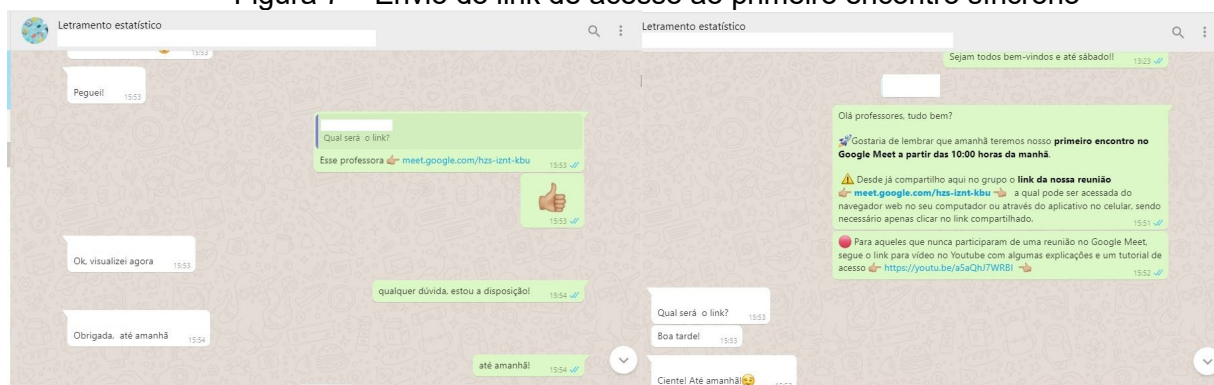 Figura 7 – Envio do link de acesso ao primeiro encontro síncrono
Letramento estatístico
15:53
Peguei!
15:53
Qual será o link?
Esse professora 👉 meet.google.com/hzs-iznt-kbu
15:53
15:53
Ok, visualizei agora
15:53
qualquer dúvida, estou a disposição!
15:54
Obrigada, até amanhã
15:54
até amanhã!
15:54
Letramento estatístico
Sejam todos bem-vindos e até sábado!!
13:23
Olá professores, tudo bem?
🚀Gostaria de lembrar que amanhã teremos nosso primeiro encontro no
Google Meet a partir das 10:00 horas da manhã.
⚠️ Desde já compartilho aqui no grupo o link da nossa reunião
👉 meet.google.com/hzs-iznt-kbu 👈 a qual pode ser acessada do
navegador web no seu computador ou através do aplicativo no celular, sendo
necessário apenas clicar no link compartilhado.
15:51
🔴 Para aqueles que nunca participaram de uma reunião no Google Meet,
segue o link para vídeo no Youtube com algumas explicações e um tutorial de
acesso 👉 https://youtu.be/a5aQhJ7WRBI 👈
15:52
Qual será o link?
15:53
Boa tarde!
15:53
Ciente! Até amanhã!😏
15:53